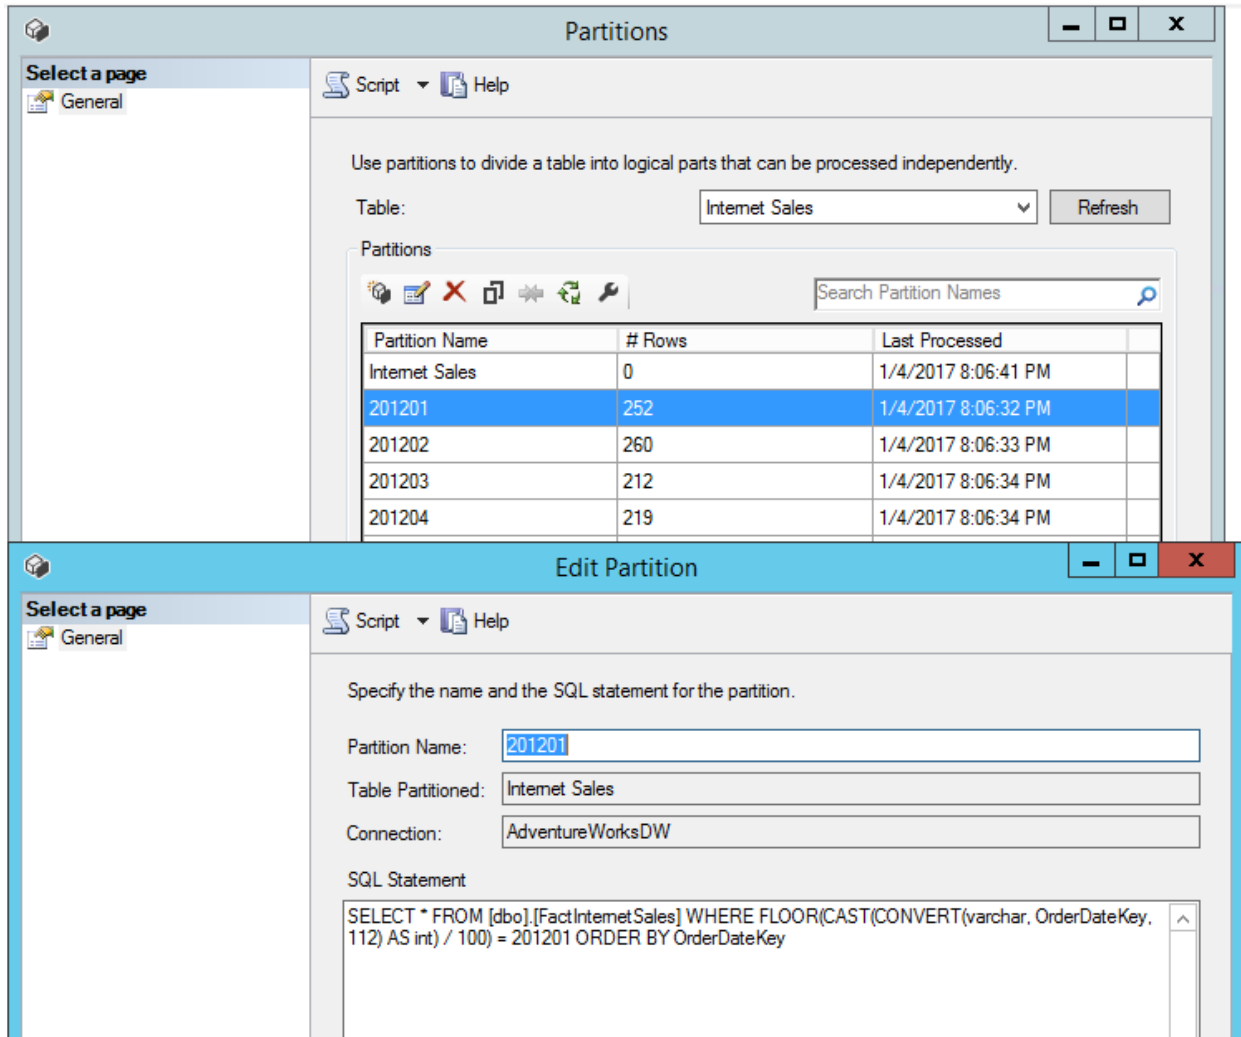 Partitions
Select a page
General
Script
Help
Use partitions to divide a table into logical parts that can be processed independently.
Table:
Internet Sales
Refresh
Partitions
Search Partition Names
Partition Name # Rows Last Processed
Internet Sales 0 1/4/2017 8:06:41 PM
201201 252 1/4/2017 8:06:32 PM
201202 260 1/4/2017 8:06:33 PM
201203 212 1/4/2017 8:06:34 PM
201204 219 1/4/2017 8:06:34 PM
Edit Partition
Select a page
General
Script
Help
Specify the name and the SQL statement for the partition.
Partition Name: 201201
Table Partitioned: Internet Sales
Connection: AdventureWorksDW
SQL Statement
SELECT * FROM [dbo].[FactInternetSales] WHERE FLOOR(CAST(CONVERT(varchar, OrderDateKey,
112) AS int) / 100) = 201201 ORDER BY OrderDateKey